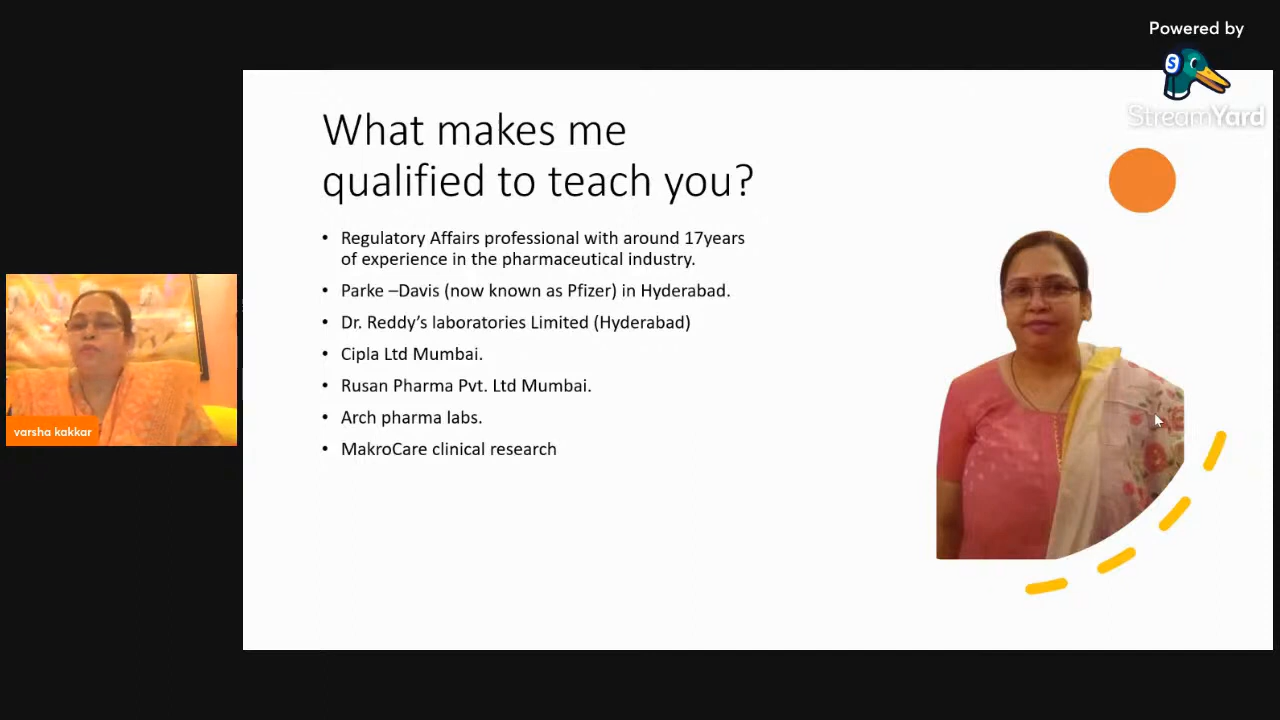 Powered by
StreamYard
What makes me
qualified to teach you?
• Regulatory Affairs professional with around 17years
of experience in the pharmaceutical industry.
• Parke –Davis (now known as Pfizer) in Hyderabad.
• Dr. Reddy’s laboratories Limited (Hyderabad)
• Cipla Ltd Mumbai.
• Rusan Pharma Pvt. Ltd Mumbai.
• Arch pharma labs.
• MakroCare clinical research
varsha kakkar